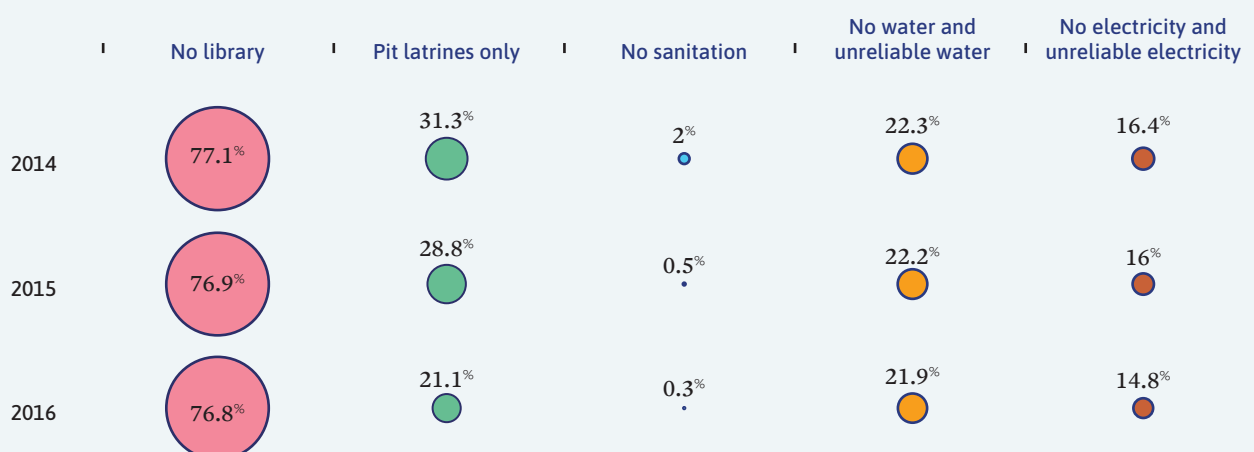 No library
Pit latrines only
No sanitation
No water and
unreliable water
No electricity and
unreliable electricity
2014
77.1%
31.3%
2%
22.3%
16.4%
2015
76.9%
28.8%
0.5%
22.2%
16%
2016
76.8%
21.1%
0.3%
21.9%
14.8%